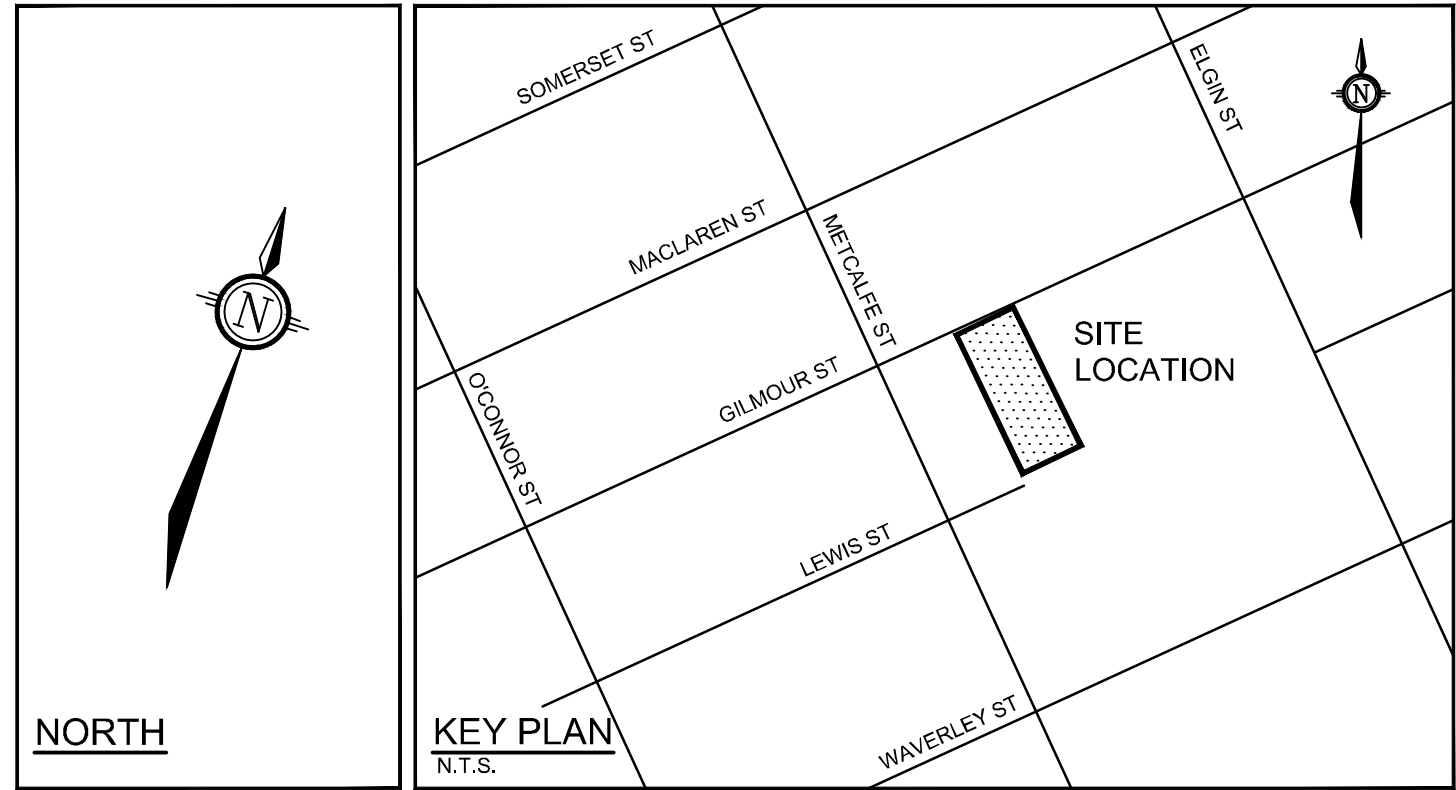 N
NORTH
SOMERSET ST
ELGIN ST
N
MACLAREN ST
METCALFE ST
SITE
LOCATION
GILMOUR ST
O'CONNOR ST
LEWIS ST
WAVERLEY ST
KEY PLAN
N.T.S.